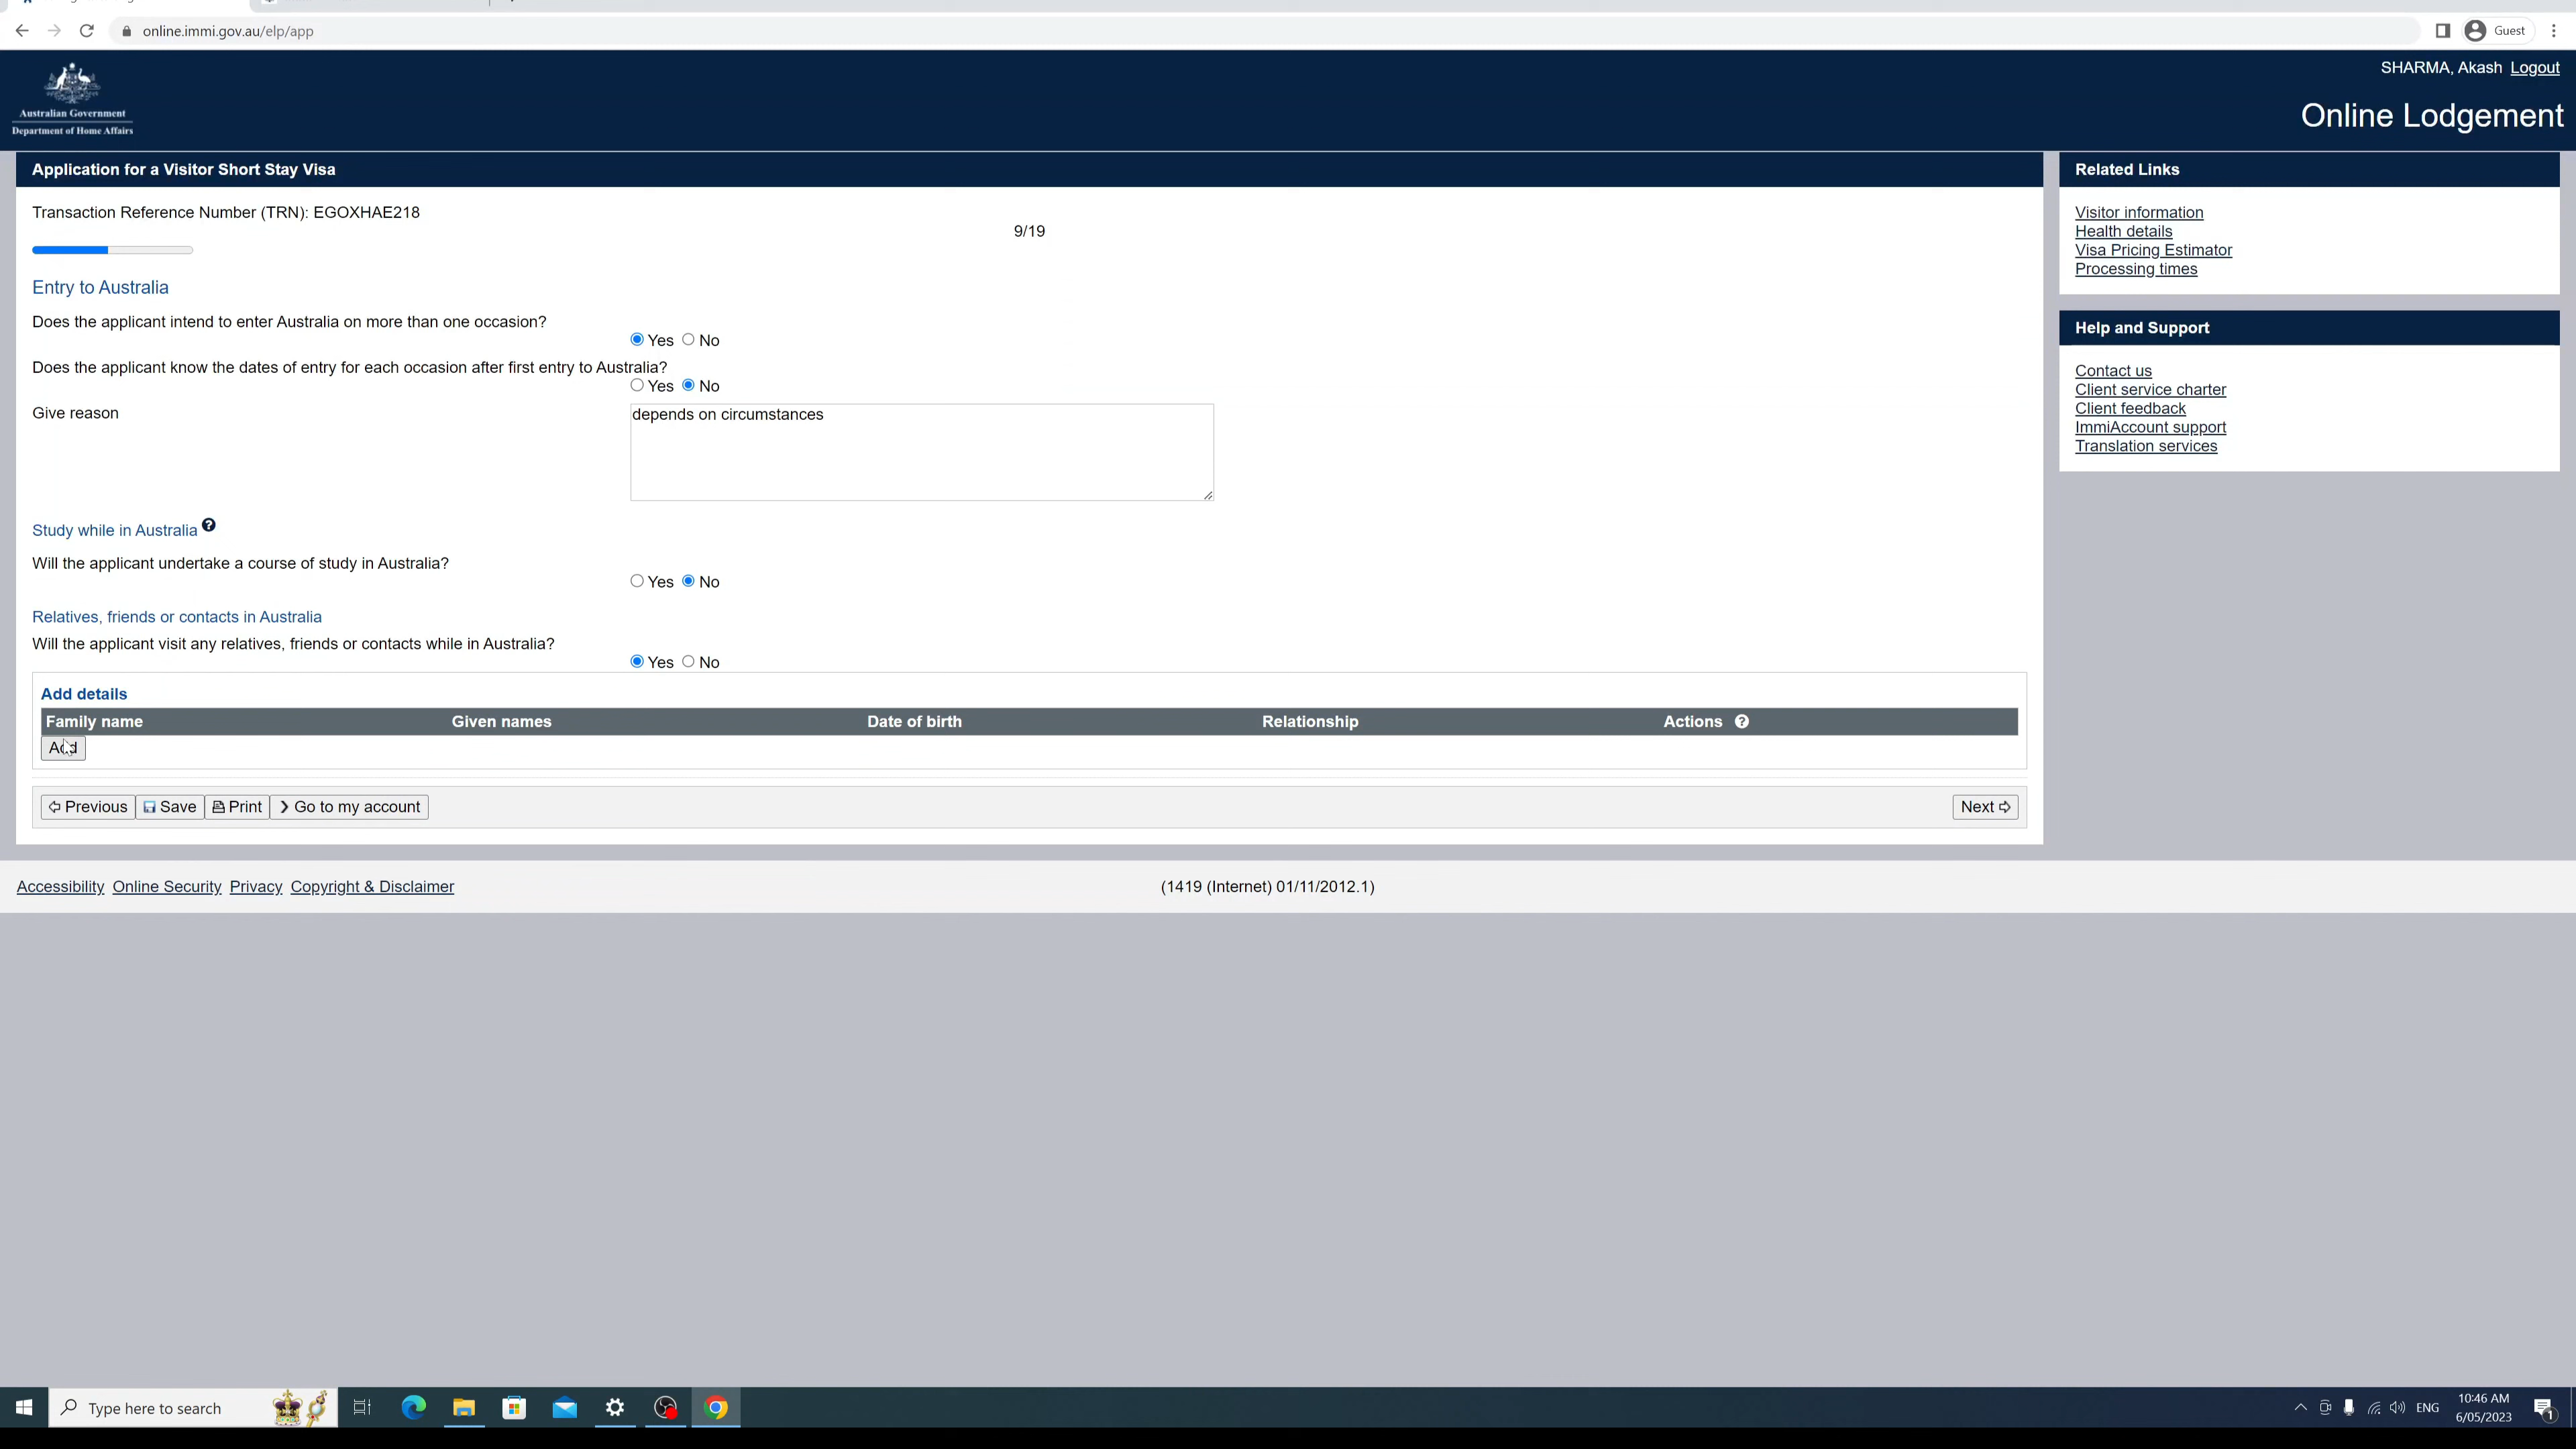 online.immi.gov.au/elp/app
Guest
SHARMA, Akash Logout
Australian Government
Department of Home Affairs
Online Lodgement
Application for a Visitor Short Stay Visa
Transaction Reference Number (TRN): EGOXHAE218
9/19
Entry to Australia
Does the applicant intend to enter Australia on more than one occasion?
Yes No
Does the applicant know the dates of entry for each occasion after first entry to Australia?
Yes No
Give reason
depends on circumstances
Study while in Australia ?
Will the applicant undertake a course of study in Australia?
Yes No
Relatives, friends or contacts in Australia
Will the applicant visit any relatives, friends or contacts while in Australia?
Yes No
Add details
Family name Given names Date of birth Relationship Actions ?
Add
Previous Save Print Go to my account Next
Related Links
Visitor information
Health details
Visa Pricing Estimator
Processing times
Help and Support
Contact us
Client service charter
Client feedback
ImmiAccount support
Translation services
Accessibility Online Security Privacy Copyright & Disclaimer (1419 (Internet) 01/11/2012.1)
Type here to search
ENG
10:46 AM
6/05/2023
1